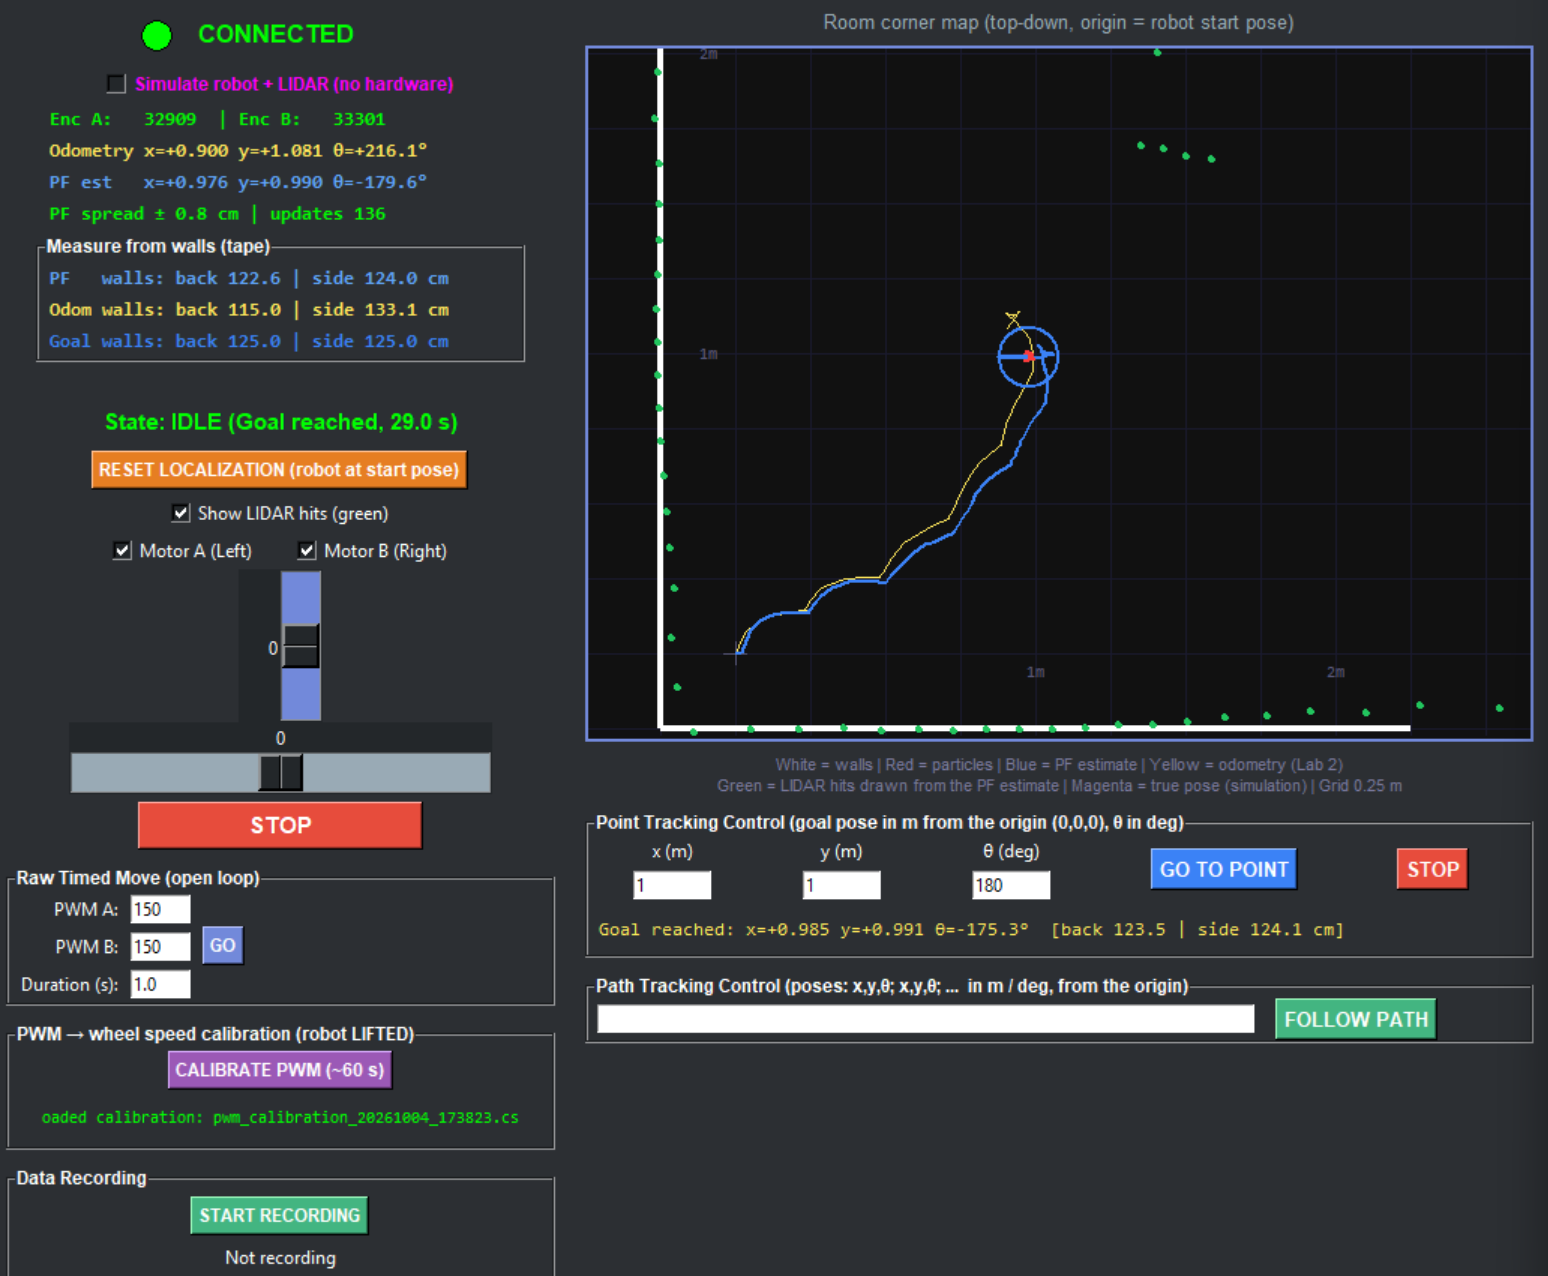 CONNECTED
Simulate robot + LIDAR (no hardware)
Enc A: 32909 | Enc B: 33301
Odometry x=+0.900 y=+1.081 θ=+216.1°
PF est x=+0.976 y=+0.990 θ=-179.6°
PF spread ± 0.8 cm | updates 136
Measure from walls (tape)
PF walls: back 122.6 | side 124.0 cm
Odom walls: back 115.0 | side 133.1 cm
Goal walls: back 125.0 | side 125.0 cm
State: IDLE (Goal reached, 29.0 s)
RESET LOCALIZATION (robot at start pose)
Show LIDAR hits (green)
Motor A (Left) Motor B (Right)
0
0
STOP
Raw Timed Move (open loop)
PWM A: 150
PWM B: 150
GO
Duration (s): 1.0
PWM → wheel speed calibration (robot LIFTED)
CALIBRATE PWM (~60 s)
oaded calibration: pwm_calibration_20261004_173823.cs
Data Recording
START RECORDING
Not recording
Room corner map (top-down, origin = robot start pose)
2m
1m
1m 2m
White = walls | Red = particles | Blue = PF estimate | Yellow = odometry (Lab 2)
Green = LIDAR hits drawn from the PF estimate | Magenta = true pose (simulation) | Grid 0.25 m
Point Tracking Control (goal pose in m from the origin (0,0,0), θ in deg)
x (m) y (m) θ (deg)
1 1 180
GO TO POINT STOP
Goal reached: x=+0.985 y=+0.991 θ=-175.3° [back 123.5 | side 124.1 cm]
Path Tracking Control (poses: x,y,θ; x,y,θ; ... in m / deg, from the origin)
FOLLOW PATH